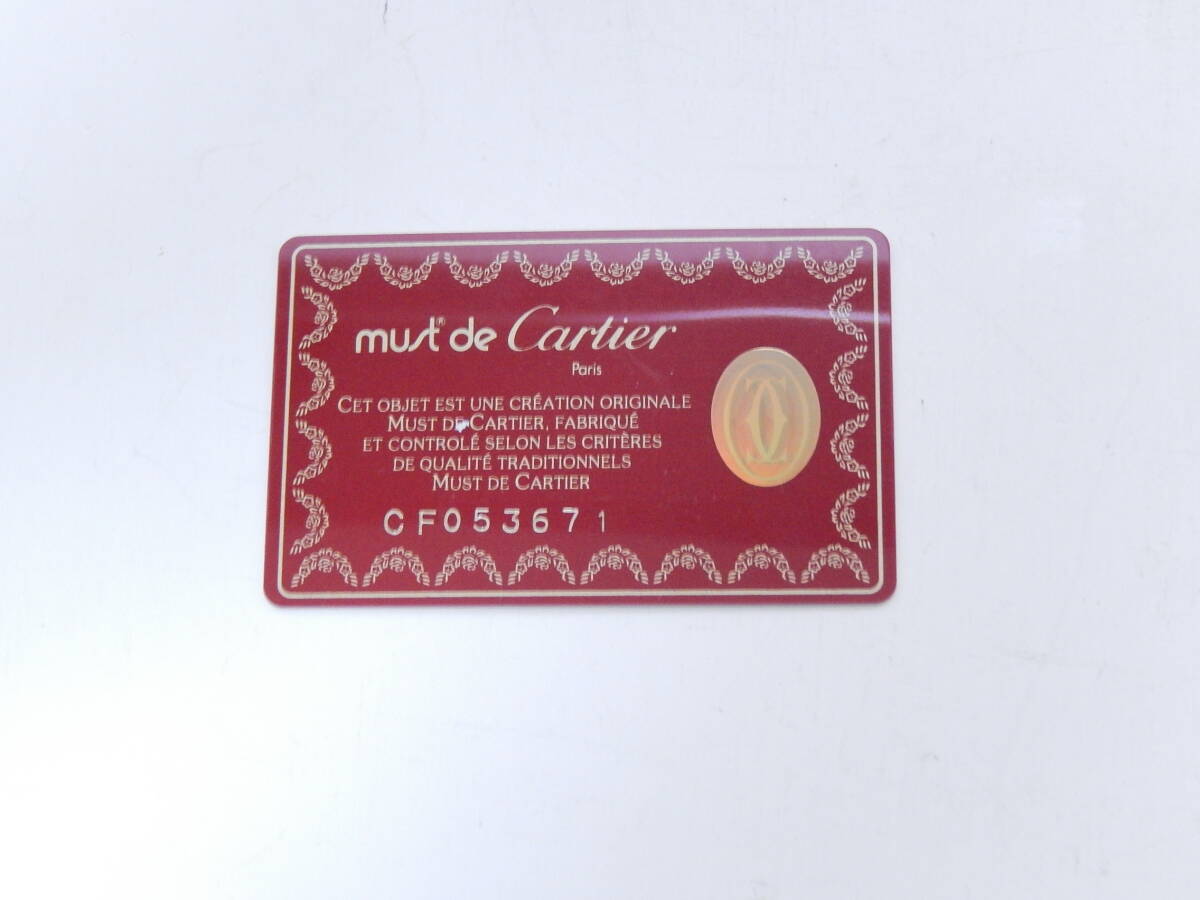 must® de Cartier
Paris
CET OBJET EST UNE CRÉATION ORIGINALE
MUST DE CARTIER, FABRIQUÉ
ET CONTROLÉ SELON LES CRITÈRES
DE QUALITÉ TRADITIONNELS
MUST DE CARTIER
CF053671